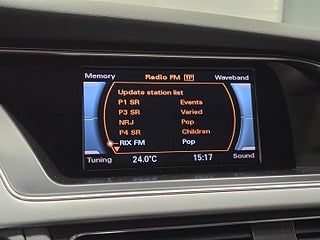 Memory Radio FM TP Waveband
Update station list
P1 SR Events
P3 SR Varied
NRJ Pop
P4 SR Children
RIX FM Pop
Tuning 24.0°C 15:17 Sound